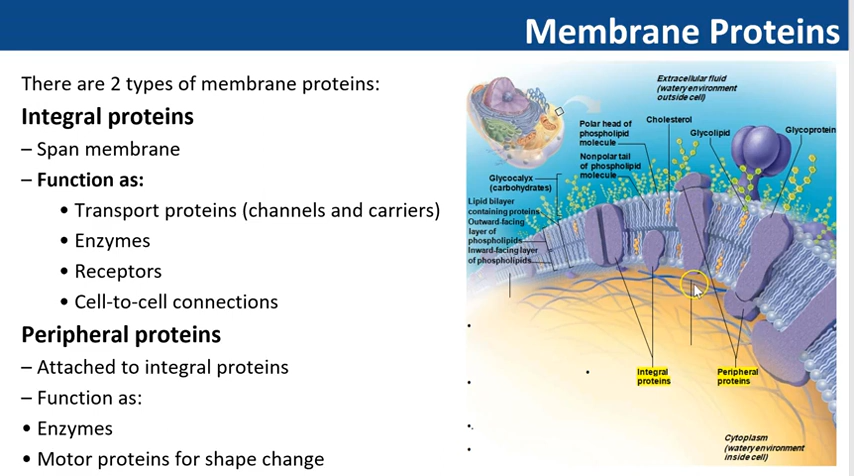 Membrane Proteins
There are 2 types of membrane proteins:
Integral proteins
– Span membrane
– Function as:
• Transport proteins (channels and carriers)
• Enzymes
• Receptors
• Cell-to-cell connections
Peripheral proteins
– Attached to integral proteins
– Function as:
• Enzymes
• Motor proteins for shape change
Extracellular fluid
(watery environment
outside cell)
Polar head of
phospholipid
molecule
Cholesterol
Glycolipid
Glycoprotein
Nonpolar tail
of phospholipid
molecule
Glycocalyx
(carbohydrates)
Lipid bilayer
containing proteins
Outward-facing
layer of
phospholipids
Inward-facing layer
of phospholipids
Integral
proteins
Peripheral
proteins
Cytoplasm
(watery environment
inside cell)